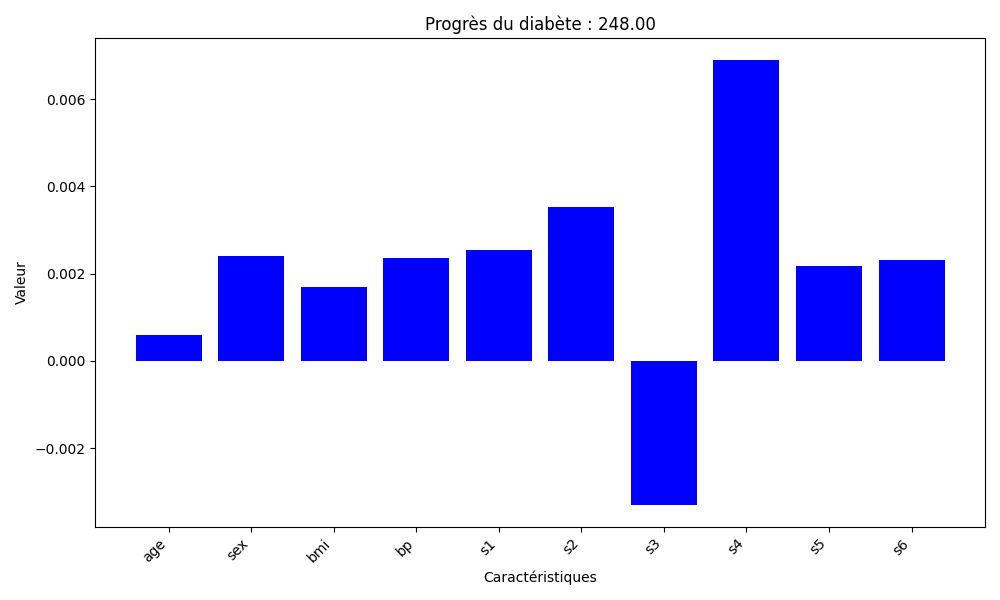 Progrès du diabète : 248.00
0.006
0.004
0.002
0.000
−0.002
Valeur
age
sex
bmi
bp
s1
s2
s3
s4
s5
s6
Caractéristiques